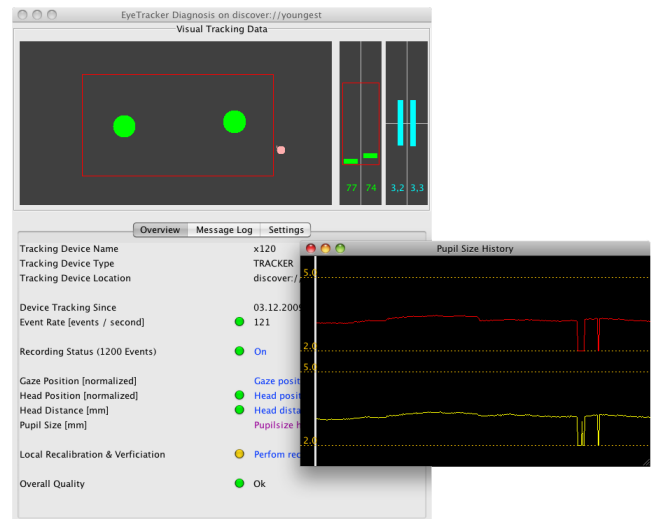 EyeTracker Diagnosis on discover://youngest
Visual Tracking Data
77 74 3,2 3,3
Overview Message Log Settings
Tracking Device Name x120
Tracking Device Type TRACKER
Tracking Device Location discover:/
Device Tracking Since 03.12.2009
Event Rate [events / second] 121
Recording Status (1200 Events) On
Gaze Position [normalized] Gaze posit
Head Position [normalized] Head posit
Head Distance [mm] Head dista
Pupil Size [mm] Pupilsize h
Local Recalibration & Verficiation Perfom rec
Overall Quality Ok
Pupil Size History
5.0
2.0
5.0
2.0